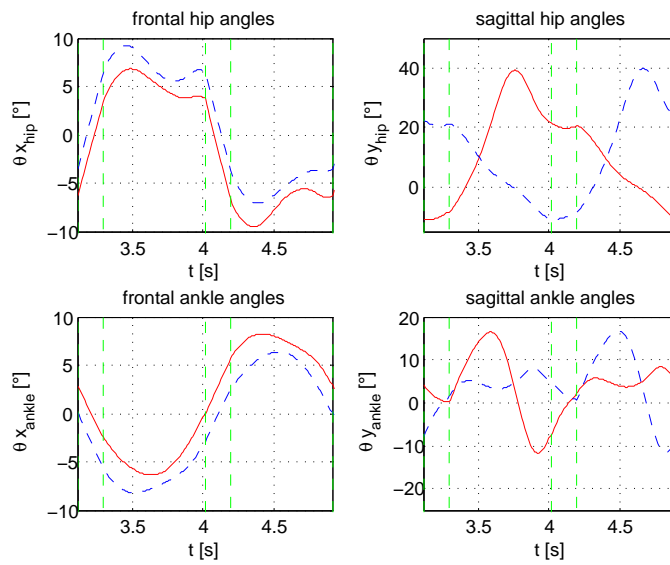 frontal hip angles
10
5
0
−5
−10
θ x_hip [°]
3.5
4
4.5
t [s]
sagittal hip angles
40
20
0
θ y_hip [°]
3.5
4
4.5
t [s]
frontal ankle angles
10
5
0
−5
−10
θ x_ankle [°]
3.5
4
4.5
t [s]
sagittal ankle angles
20
10
0
−10
−20
θ y_ankle [°]
3.5
4
4.5
t [s]